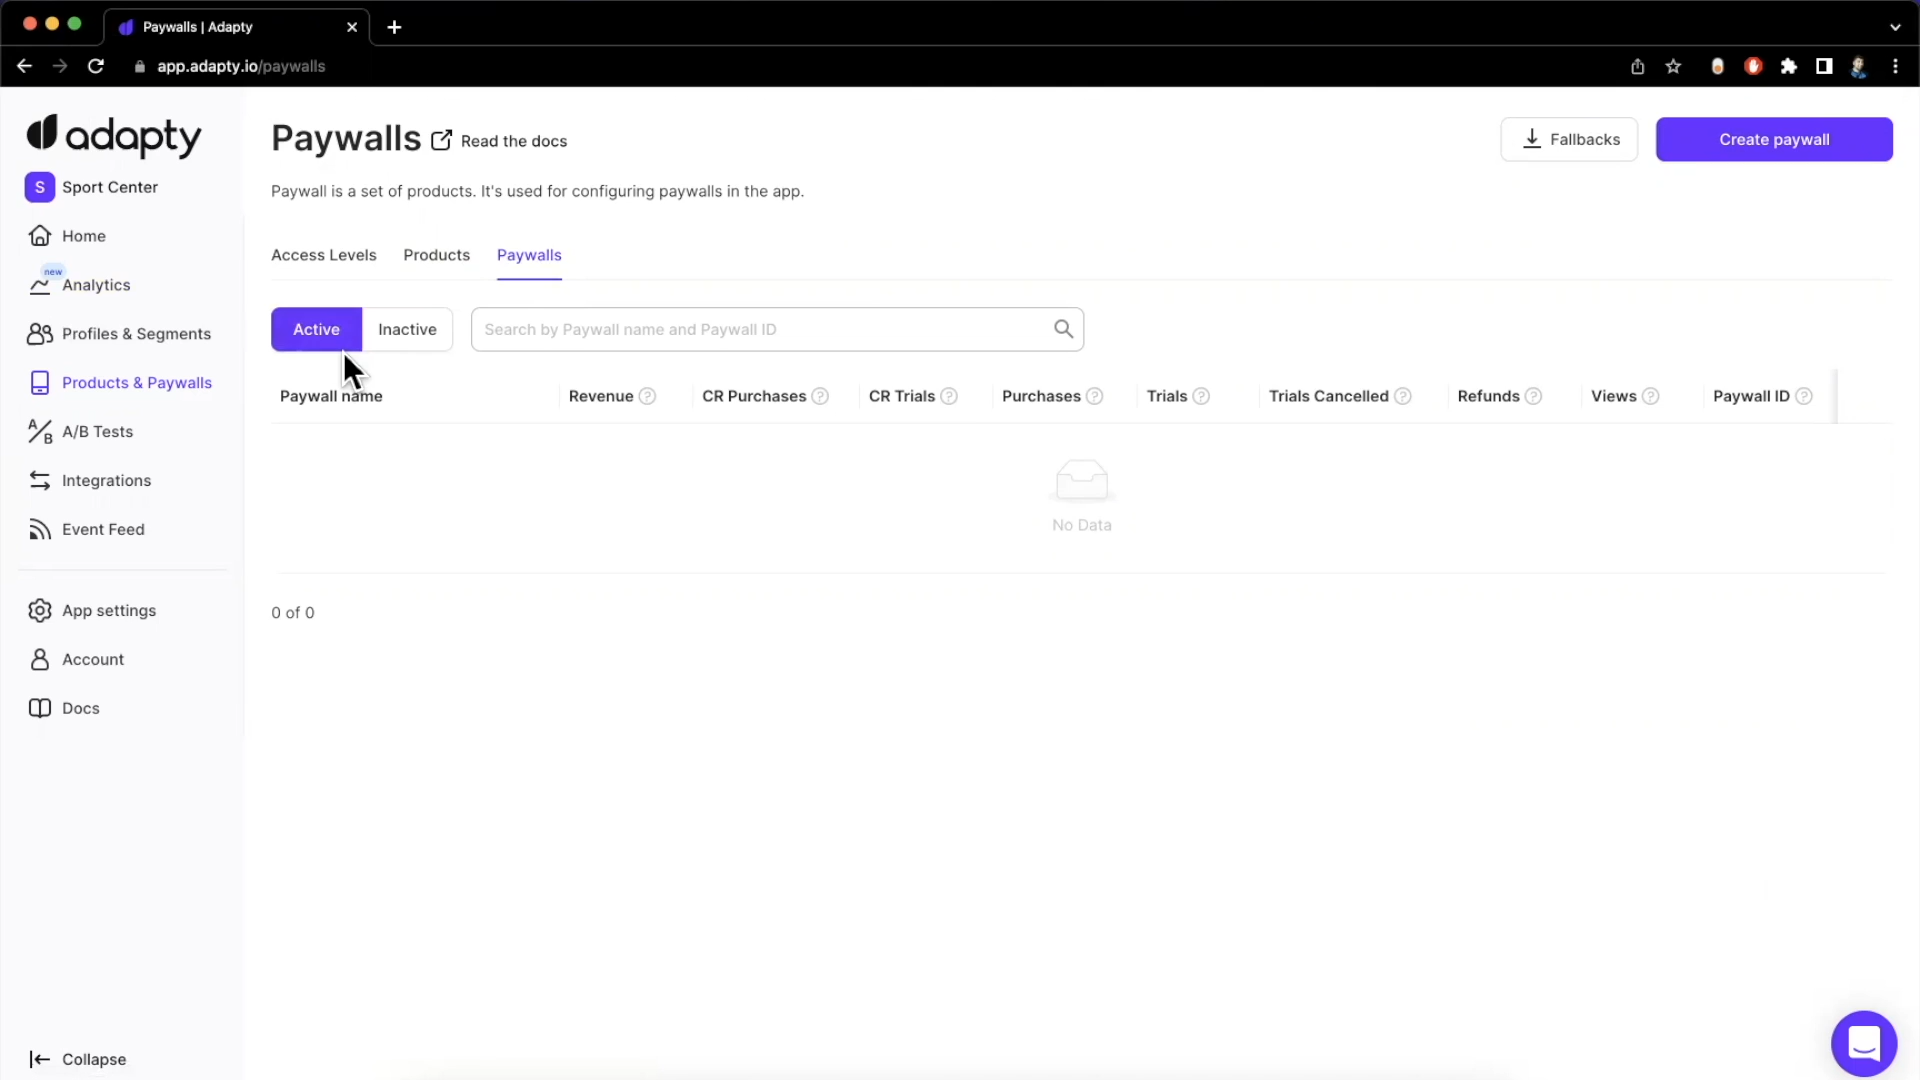 Paywalls | Adapty
app.adapty.io/paywalls
adapty
S Sport Center
Home
new
Analytics
Profiles & Segments
Products & Paywalls
A/B Tests
Integrations
Event Feed
App settings
Account
Docs
Collapse
Paywalls Read the docs
Fallbacks
Create paywall
Paywall is a set of products. It's used for configuring paywalls in the app.
Access Levels Products Paywalls
Active Inactive Search by Paywall name and Paywall ID
Paywall name Revenue ? CR Purchases ? CR Trials ? Purchases ? Trials ? Trials Cancelled ? Refunds ? Views ? Paywall ID ?
No Data
0 of 0